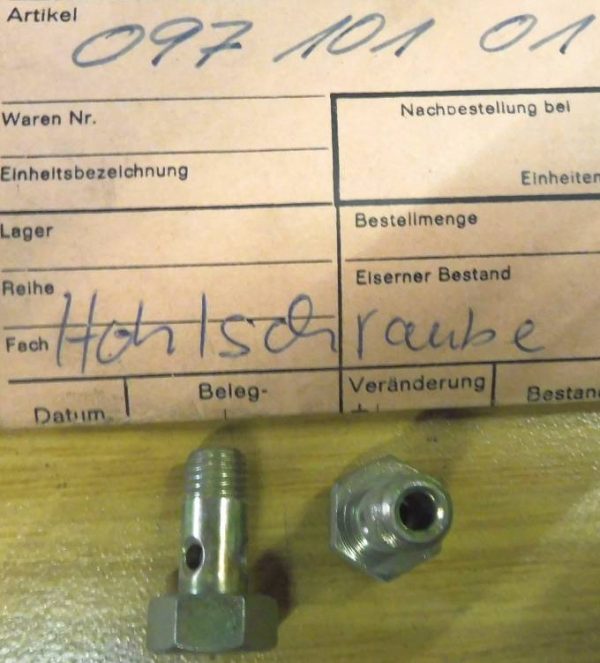 Artikel 097 101 01
Waren Nr.
Nachbestellung bei
Einheitsbezeichnung
Einheiten
Lager
Bestellmenge
Reihe
Eiserner Bestand
Fach Hohlschraube
Beleg-
Veränderung
Datum
Bestand